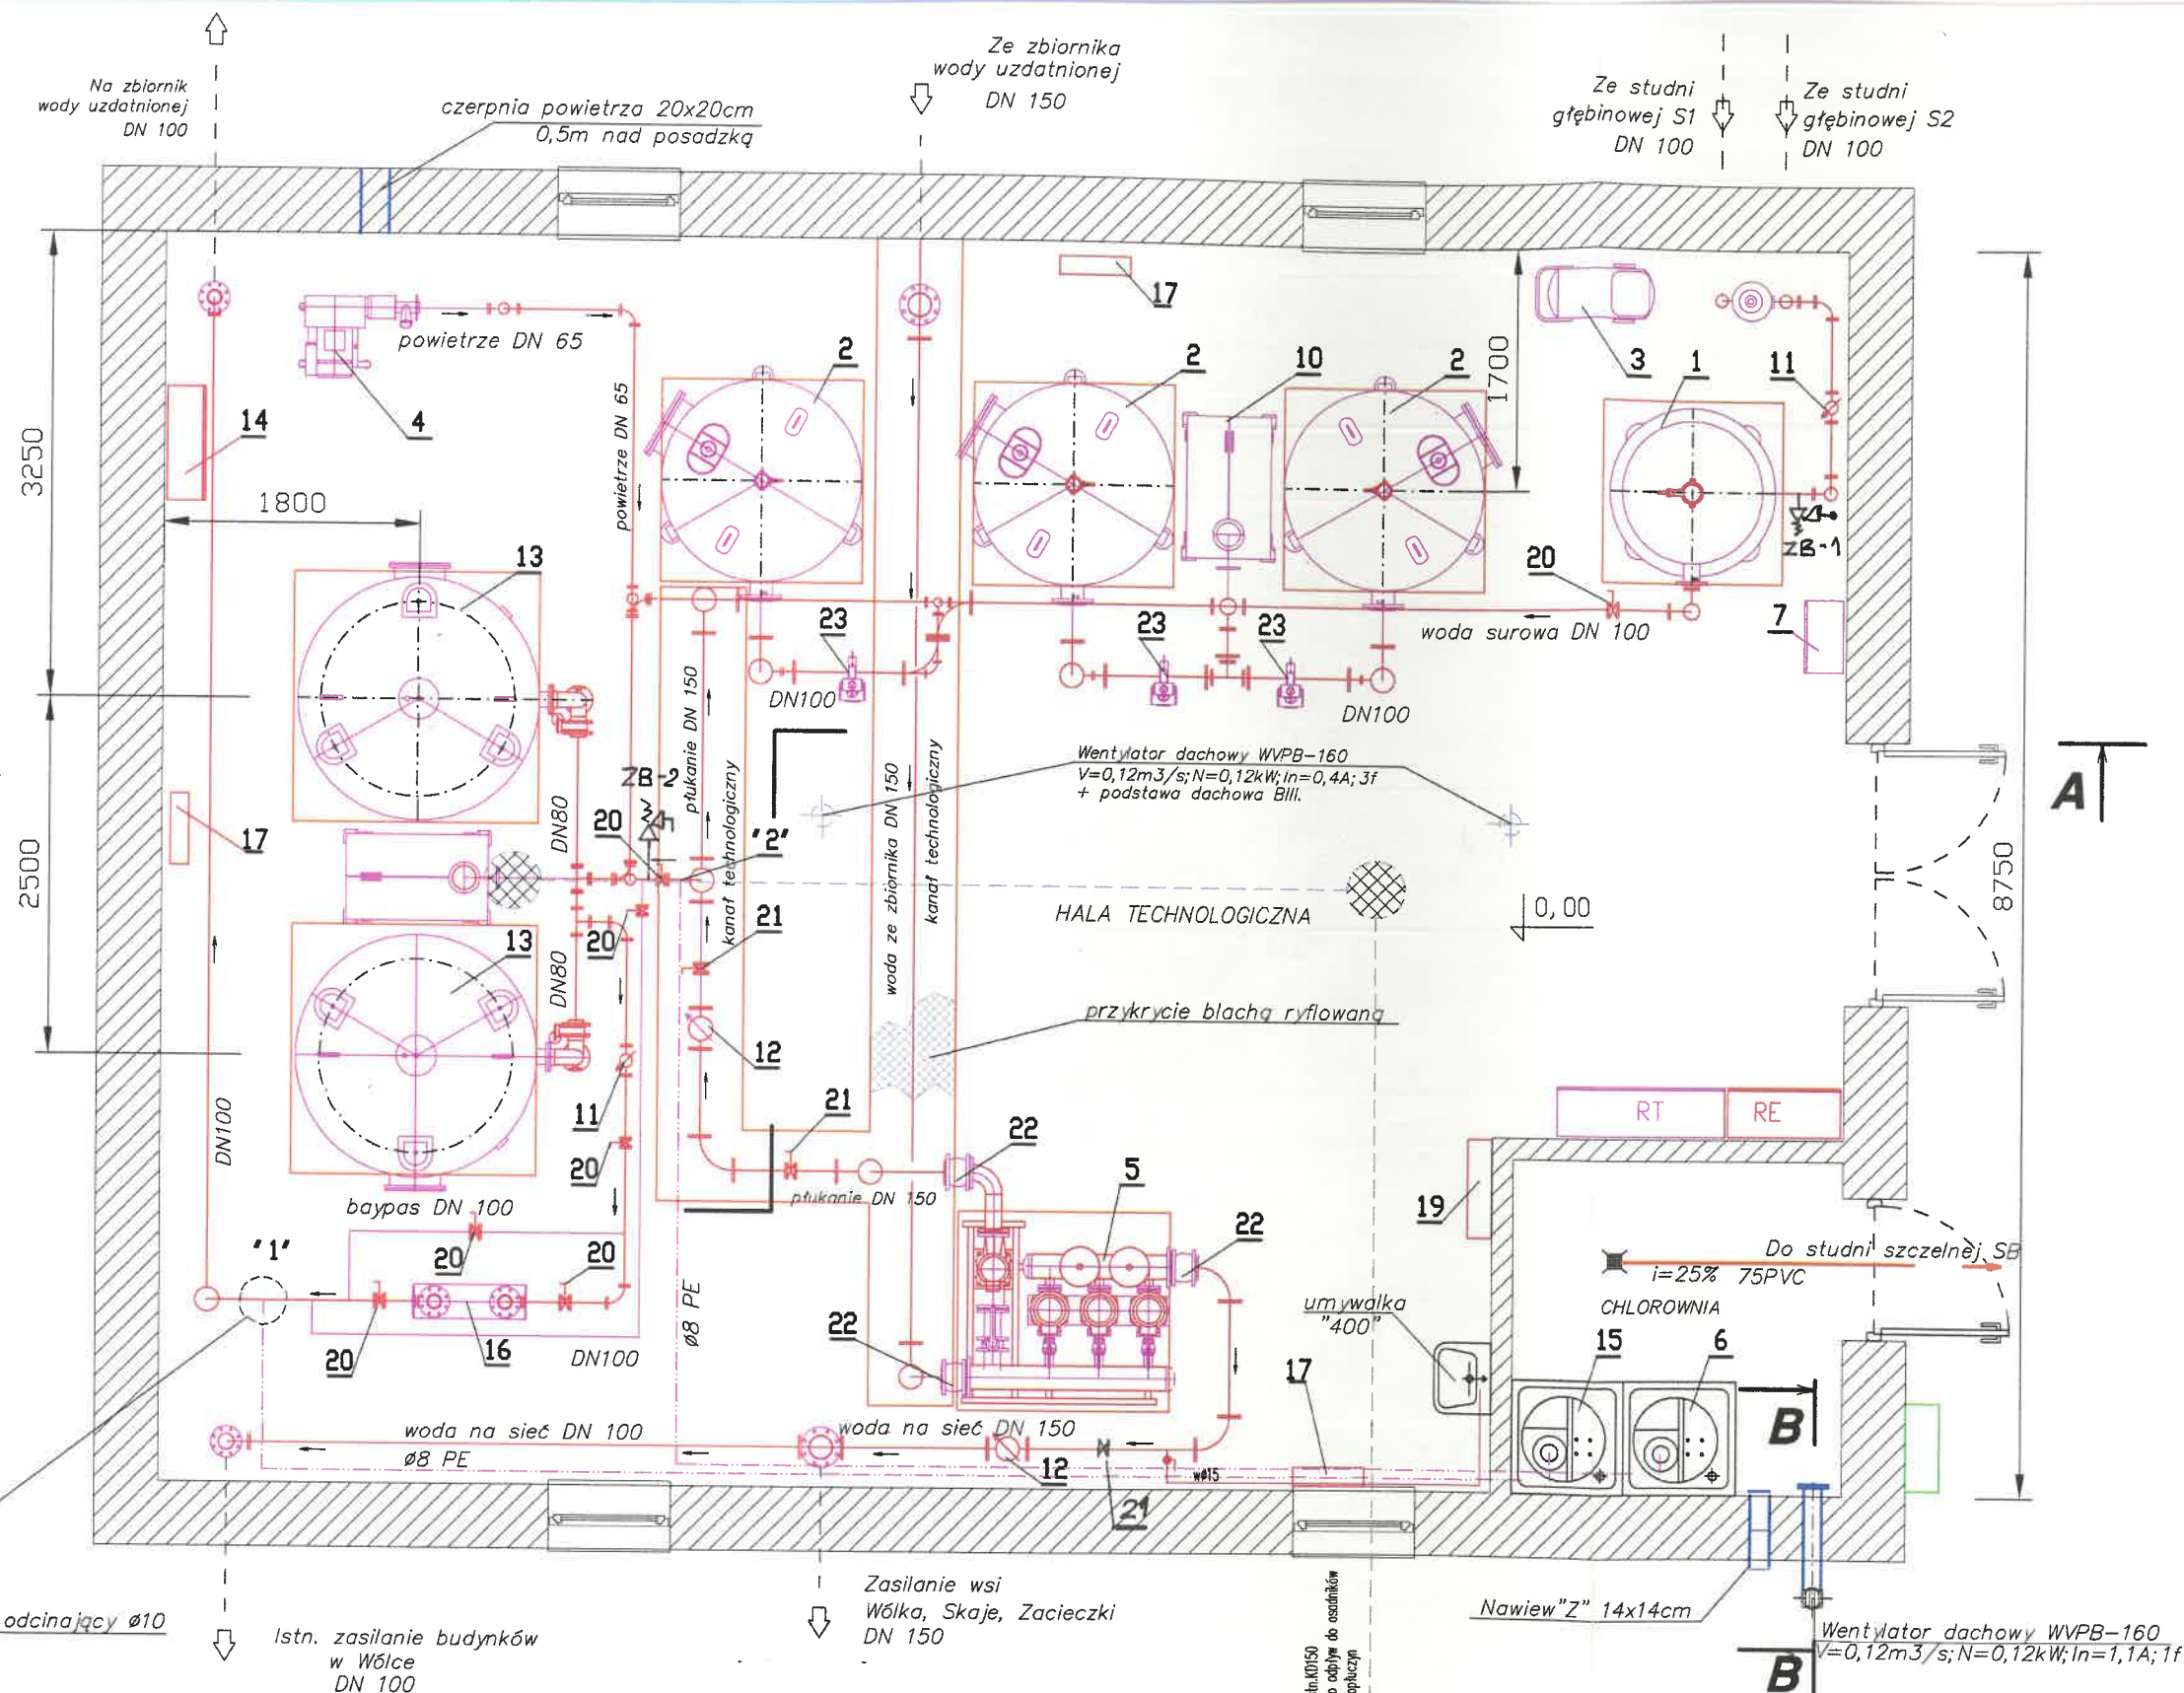 Na zbiornik
wody uzdatnionej
DN 100
czerpnia powietrza 20x20cm
0,5m nad posadzką
Ze zbiornika
wody uzdatnionej
DN 150
Ze studni
głębinowej S1
DN 100
Ze studni
głębinowej S2
DN 100
17
powietrze DN 65
4
14
3250
1800
powietrze DN 65
2
2
10
2
1700
3
1
11
ZB-1
13
20
7
woda surowa DN 100
23
23
23
DN100
DN100
płukanie DN 150
kanał technologiczny
ZB-2
20
"2"
DN80
17
2500
Wentylator dachowy WVPB-160
V=0,12m3/s; N=0,12kW; In=0,4A; 3f
+ podstawa dachowa BIII.
woda ze zbiornika DN 150
kanał technologiczny
A
8750
HALA TECHNOLOGICZNA
0,00
21
20
13
DN80
przykrycie blachą ryflowaną
12
11
DN100
20
21
22
RT
RE
płukanie DN 150
5
19
baypas DN 100
"1"
20
20
22
Do studni szczelnej SB
i=25% 75PVC
CHLOROWNIA
umywalka
"400"
ø8 PE
22
20
16
DN100
17
15
6
B
woda na sieć DN 100
ø8 PE
woda na sieć DN 150
12
wø15
21
odcinający ø10
Istn. zasilanie budynków
w Wólce
DN 100
Zasilanie wsi
Wólka, Skaje, Zacieczki
DN 150
tn.KD150
o odpływ do osadników
opłuczyn
Nawiew"Z" 14x14cm
Wentylator dachowy WVPB-160
V=0,12m3/s; N=0,12kW; In=1,1A; 1f
B